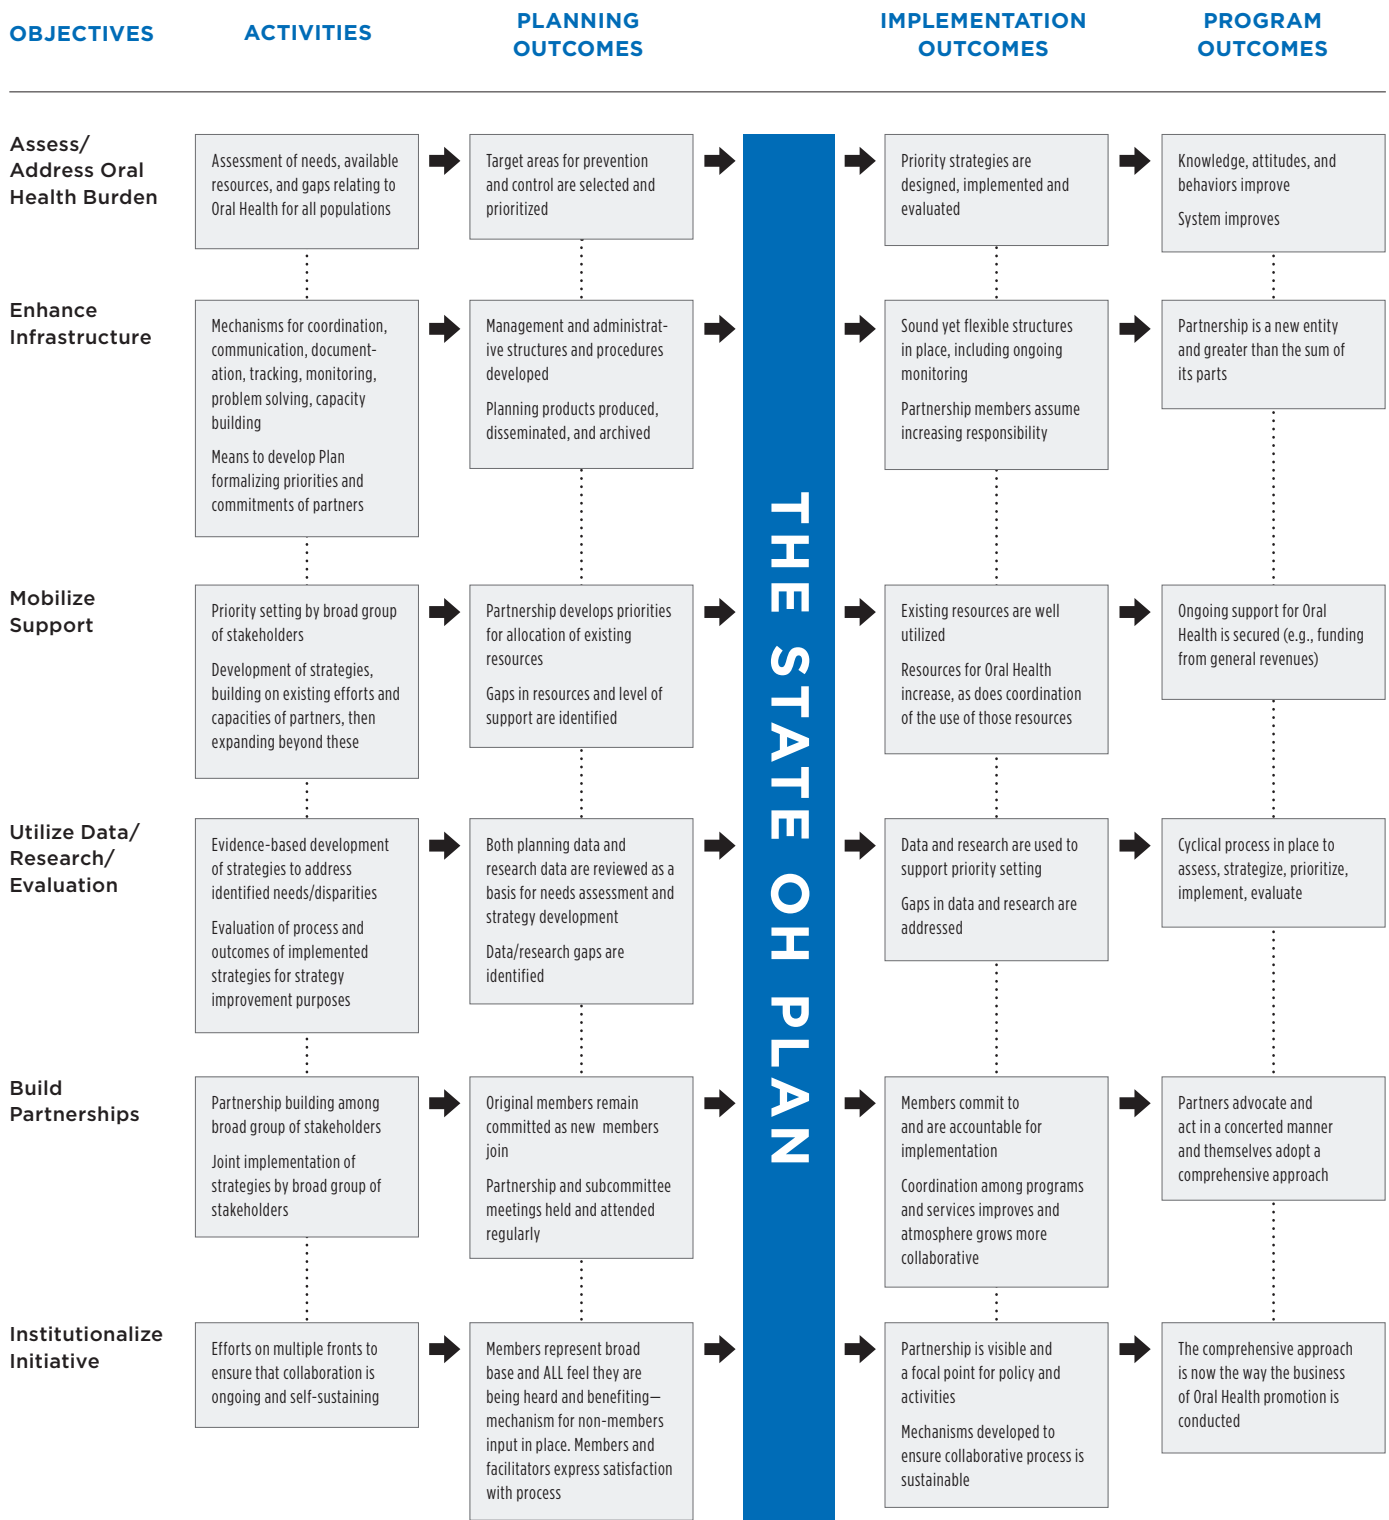 OBJECTIVES
ACTIVITIES
PLANNING
OUTCOMES
IMPLEMENTATION
OUTCOMES
PROGRAM
OUTCOMES
Assess/
Address Oral
Health Burden
Assessment of needs, available
resources, and gaps relating to
Oral Health for all populations
Target areas for prevention
and control are selected and
prioritized
Priority strategies are
designed, implemented and
evaluated
Knowledge, attitudes, and
behaviors improve
System improves
Enhance
Infrastructure
Mechanisms for coordination,
communication, document-
ation, tracking, monitoring,
problem solving, capacity
building
Means to develop Plan
formalizing priorities and
commitments of partners
Management and administrat-
ive structures and procedures
developed
Planning products produced,
disseminated, and archived
Sound yet flexible structures
in place, including ongoing
monitoring
Partnership members assume
increasing responsibility
Partnership is a new entity
and greater than the sum of
its parts
THE STATE OH PLAN
Mobilize
Support
Priority setting by broad group
of stakeholders
Development of strategies,
building on existing efforts and
capacities of partners, then
expanding beyond these
Partnership develops priorities
for allocation of existing
resources
Gaps in resources and level of
support are identified
Existing resources are well
utilized
Resources for Oral Health
increase, as does coordination
of the use of those resources
Ongoing support for Oral
Health is secured (e.g., funding
from general revenues)
Utilize Data/
Research/
Evaluation
Evidence-based development
of strategies to address
identified needs/disparities
Evaluation of process and
outcomes of implemented
strategies for strategy
improvement purposes
Both planning data and
research data are reviewed as a
basis for needs assessment and
strategy development
Data/research gaps are
identified
Data and research are used to
support priority setting
Gaps in data and research are
addressed
Cyclical process in place to
assess, strategize, prioritize,
implement, evaluate
Build
Partnerships
Partnership building among
broad group of stakeholders
Joint implementation of
strategies by broad group of
stakeholders
Original members remain
committed as new members
join
Partnership and subcommittee
meetings held and attended
regularly
Members commit to
and are accountable for
implementation
Coordination among programs
and services improves and
atmosphere grows more
collaborative
Partners advocate and
act in a concerted manner
and themselves adopt a
comprehensive approach
Institutionalize
Initiative
Efforts on multiple fronts to
ensure that collaboration is
ongoing and self-sustaining
Members represent broad
base and ALL feel they are
being heard and benefiting—
mechanism for non-members
input in place. Members and
facilitators express satisfaction
with process
Partnership is visible and
a focal point for policy and
activities
Mechanisms developed to
ensure collaborative process is
sustainable
The comprehensive approach
is now the way the business
of Oral Health promotion is
conducted